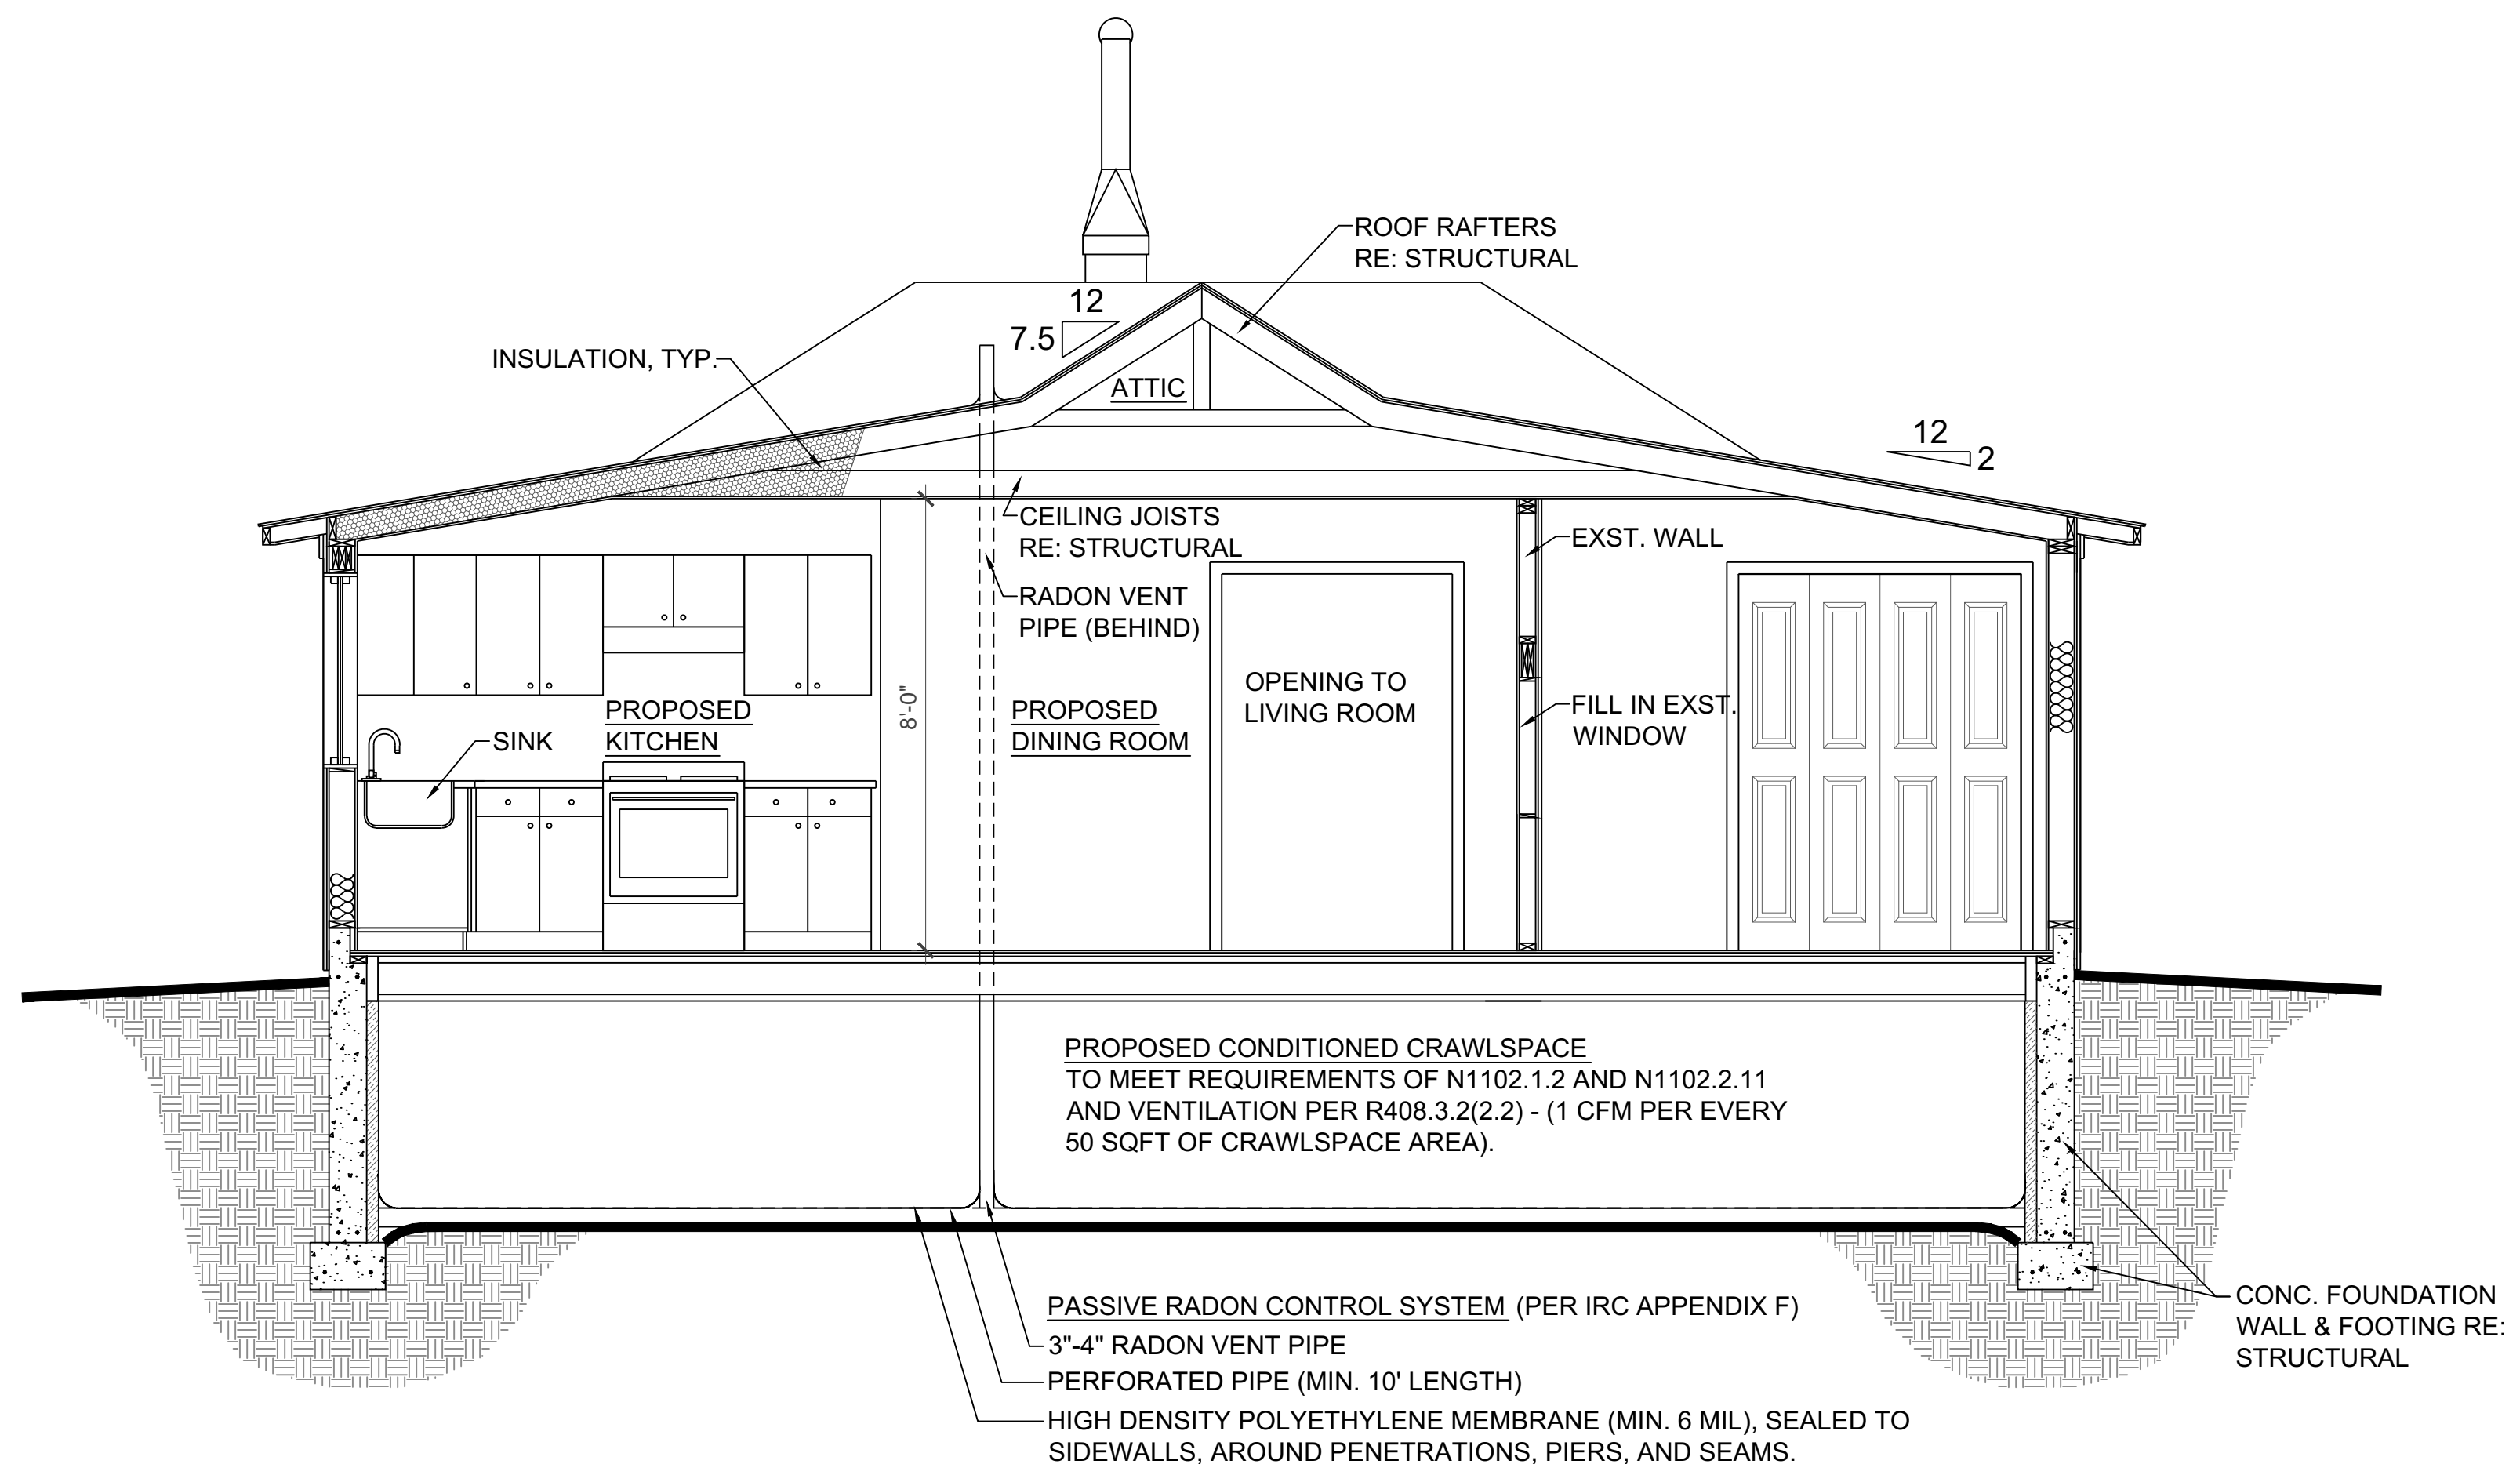 ROOF RAFTERS
RE: STRUCTURAL
12
7.5
INSULATION, TYP.
ATTIC
12
2
CEILING JOISTS
RE: STRUCTURAL
EXST. WALL
RADON VENT
PIPE (BEHIND)
8'-0"
OPENING TO
LIVING ROOM
PROPOSED
KITCHEN
PROPOSED
DINING ROOM
FILL IN EXST.
WINDOW
SINK
PROPOSED CONDITIONED CRAWLSPACE
TO MEET REQUIREMENTS OF N1102.1.2 AND N1102.2.11
AND VENTILATION PER R408.3.2(2.2) - (1 CFM PER EVERY
50 SQFT OF CRAWLSPACE AREA).
PASSIVE RADON CONTROL SYSTEM (PER IRC APPENDIX F)
3"-4" RADON VENT PIPE
PERFORATED PIPE (MIN. 10' LENGTH)
HIGH DENSITY POLYETHYLENE MEMBRANE (MIN. 6 MIL), SEALED TO
SIDEWALLS, AROUND PENETRATIONS, PIERS, AND SEAMS.
CONC. FOUNDATION
WALL & FOOTING RE:
STRUCTURAL